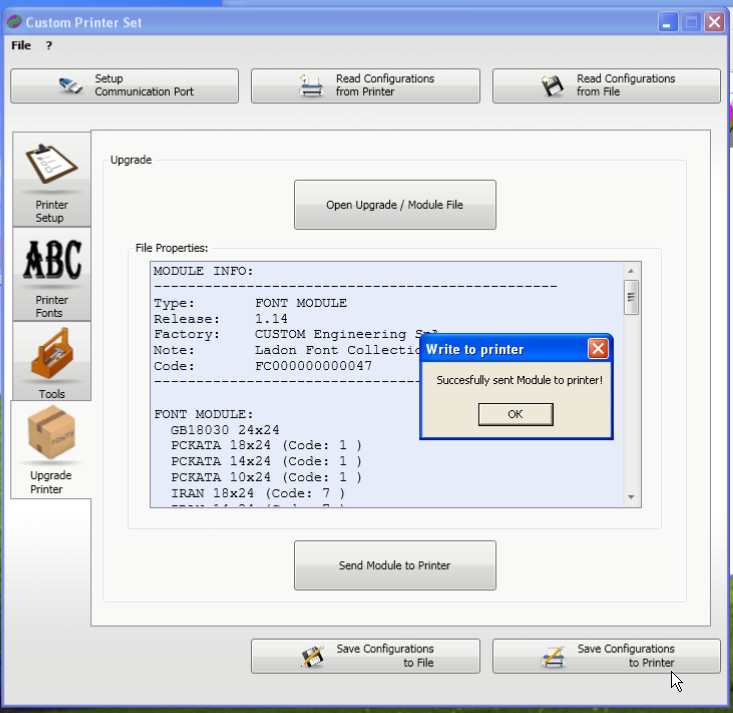 Custom Printer Set
File ?
Setup
Communication Port
Read Configurations
from Printer
Read Configurations
from File
Printer
Setup
ABC
Printer
Fonts
Tools
FONTS
Upgrade
Printer
Upgrade
Open Upgrade / Module File
File Properties:
MODULE INFO:
------------------------------------------------
Type: FONT MODULE
Release: 1.14
Factory: CUSTOM Engineering
Note: Ladon Font
Code: FC000000000047
FONT MODULE:
GB18030 24x24
PCKATA 18x24 (Code: 1 )
PCKATA 14x24 (Code: 1 )
PCKATA 10x24 (Code: 1 )
IRAN 18x24 (Code: 7 )
Write to printer
Succesfully sent Module to printer!
OK
Send Module to Printer
Save Configurations
to File
Save Configurations
to Printer